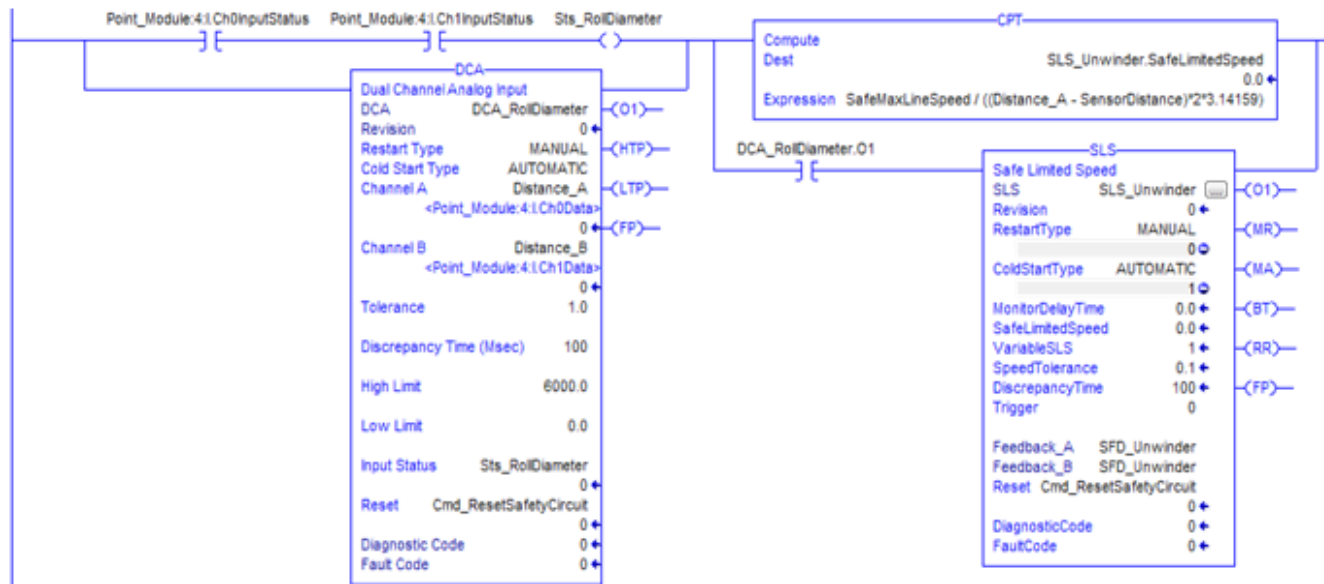 Point_Module:4:I.Ch0InputStatus Point_Module:4:I.Ch1InputStatus Sts_RollDiameter
DCA
Dual Channel Analog Input
DCA DCA_RollDiameter (O1)
Revision 0
Restart Type MANUAL (HTP)
Cold Start Type AUTOMATIC
Channel A Distance_A (LTP)
<Point_Module:4:I.Ch0Data>
0 (FP)
Channel B Distance_B
<Point_Module:4:I.Ch1Data>
0
Tolerance 1.0
Discrepancy Time (Msec) 100
High Limit 6000.0
Low Limit 0.0
Input Status Sts_RollDiameter
0
Reset Cmd_ResetSafetyCircuit
0
Diagnostic Code 0
Fault Code 0
CPT
Compute
Dest SLS_Unwinder.SafeLimitedSpeed
0.0
Expression SafeMaxLineSpeed / ((Distance_A - SensorDistance)*2*3.14159)
DCA_RollDiameter.O1
SLS
Safe Limited Speed
SLS SLS_Unwinder ... (O1)
Revision 0
RestartType MANUAL (MR)
0
ColdStartType AUTOMATIC (MA)
1
MonitorDelayTime 0.0 (BT)
SafeLimitedSpeed 0.0
VariableSLS 1 (RR)
SpeedTolerance 0.1
DiscrepancyTime 100 (FP)
Trigger 0
Feedback_A SFD_Unwinder
Feedback_B SFD_Unwinder
Reset Cmd_ResetSafetyCircuit
0
DiagnosticCode 0
FaultCode 0